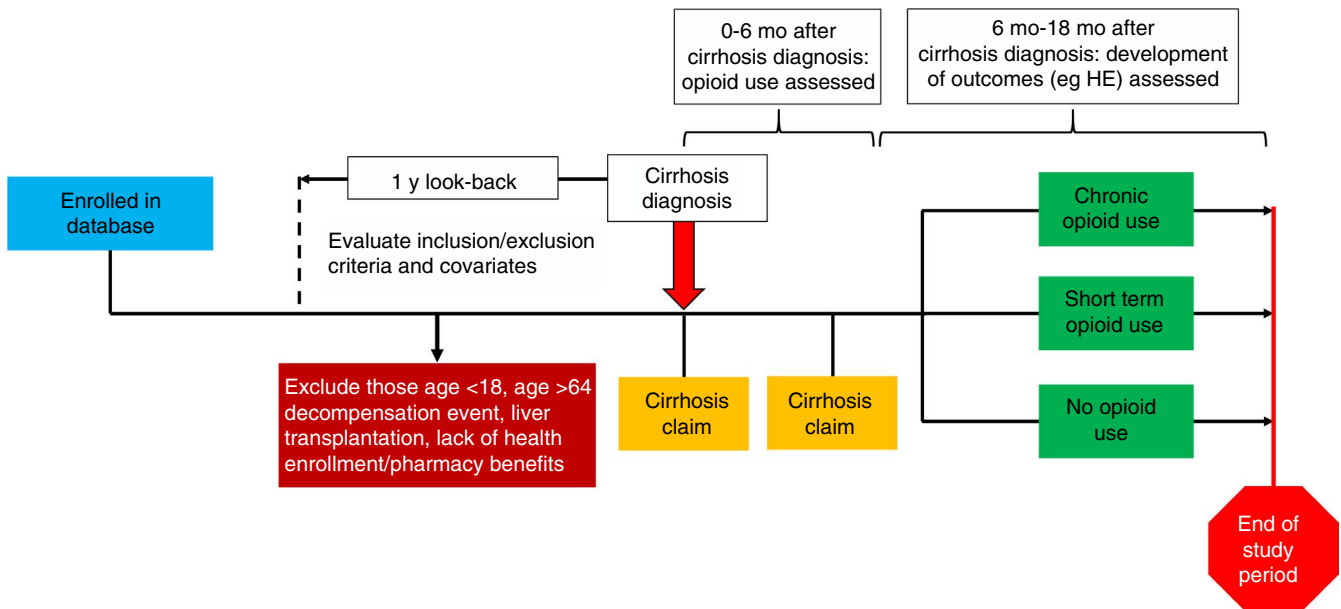 0-6 mo after
cirrhosis diagnosis:
opioid use assessed
6 mo-18 mo after
cirrhosis diagnosis: development
of outcomes (eg HE) assessed
Enrolled in
database
1 y look-back
Cirrhosis
diagnosis
Evaluate inclusion/exclusion
criteria and covariates
Chronic
opioid use
Short term
opioid use
No opioid
use
Exclude those age <18, age >64
decompensation event, liver
transplantation, lack of health
enrollment/pharmacy benefits
Cirrhosis
claim
Cirrhosis
claim
End of
study
period